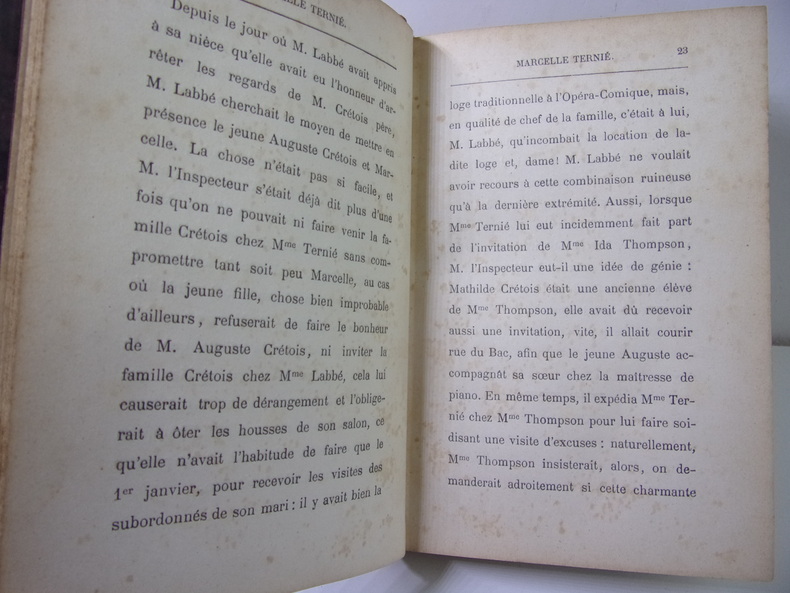 ELLE TERNIÉ.
Depuis le jour où M. Labbé avait appris
à sa nièce qu'elle avait eu l'honneur d'ar-
rêter les regards de M. Crétois père,
M. Labbé cherchait le moyen de mettre en
présence le jeune Auguste Crétois et Mar-
celle. La chose n'était pas si facile, et
M. l'Inspecteur s'était déjà dit plus d'une
fois qu'on ne pouvait ni faire venir la fa-
mille Crétois chez Mme Ternié sans com-
promettre tant soit peu Marcelle, au cas
où la jeune fille, chose bien improbable
d'ailleurs, refuserait de faire le bonheur
de M. Auguste Crétois, ni inviter la
famille Crétois chez Mme Labbé, cela lui
causerait trop de dérangement et l'oblige-
rait à ôter les housses de son salon, ce
qu'elle n'avait l'habitude de faire que le
1er janvier, pour recevoir les visites des
subordonnés de son mari : il y avait bien la
MARCELLE TERNIÉ. 23
loge traditionnelle à l'Opéra-Comique, mais,
en qualité de chef de la famille, c'était à lui,
M. Labbé, qu'incombait la location de la-
dite loge et, dame! M. Labbé ne voulait
avoir recours à cette combinaison ruineuse
qu'à la dernière extrémité. Aussi, lorsque
Mme Ternié lui eut incidemment fait part
de l'invitation de Mme Ida Thompson,
M. l'Inspecteur eut-il une idée de génie :
Mathilde Crétois était une ancienne élève
de Mme Thompson, elle avait dû recevoir
aussi une invitation, vite, il allait courir
rue du Bac, afin que le jeune Auguste ac-
compagnât sa sœur chez la maîtresse de
piano. En même temps, il expédia Mme Ter-
nié chez Mme Thompson pour lui faire soi-
disant une visite d'excuses : naturellement,
Mme Thompson insisterait, alors, on de-
manderait adroitement si cette charmante